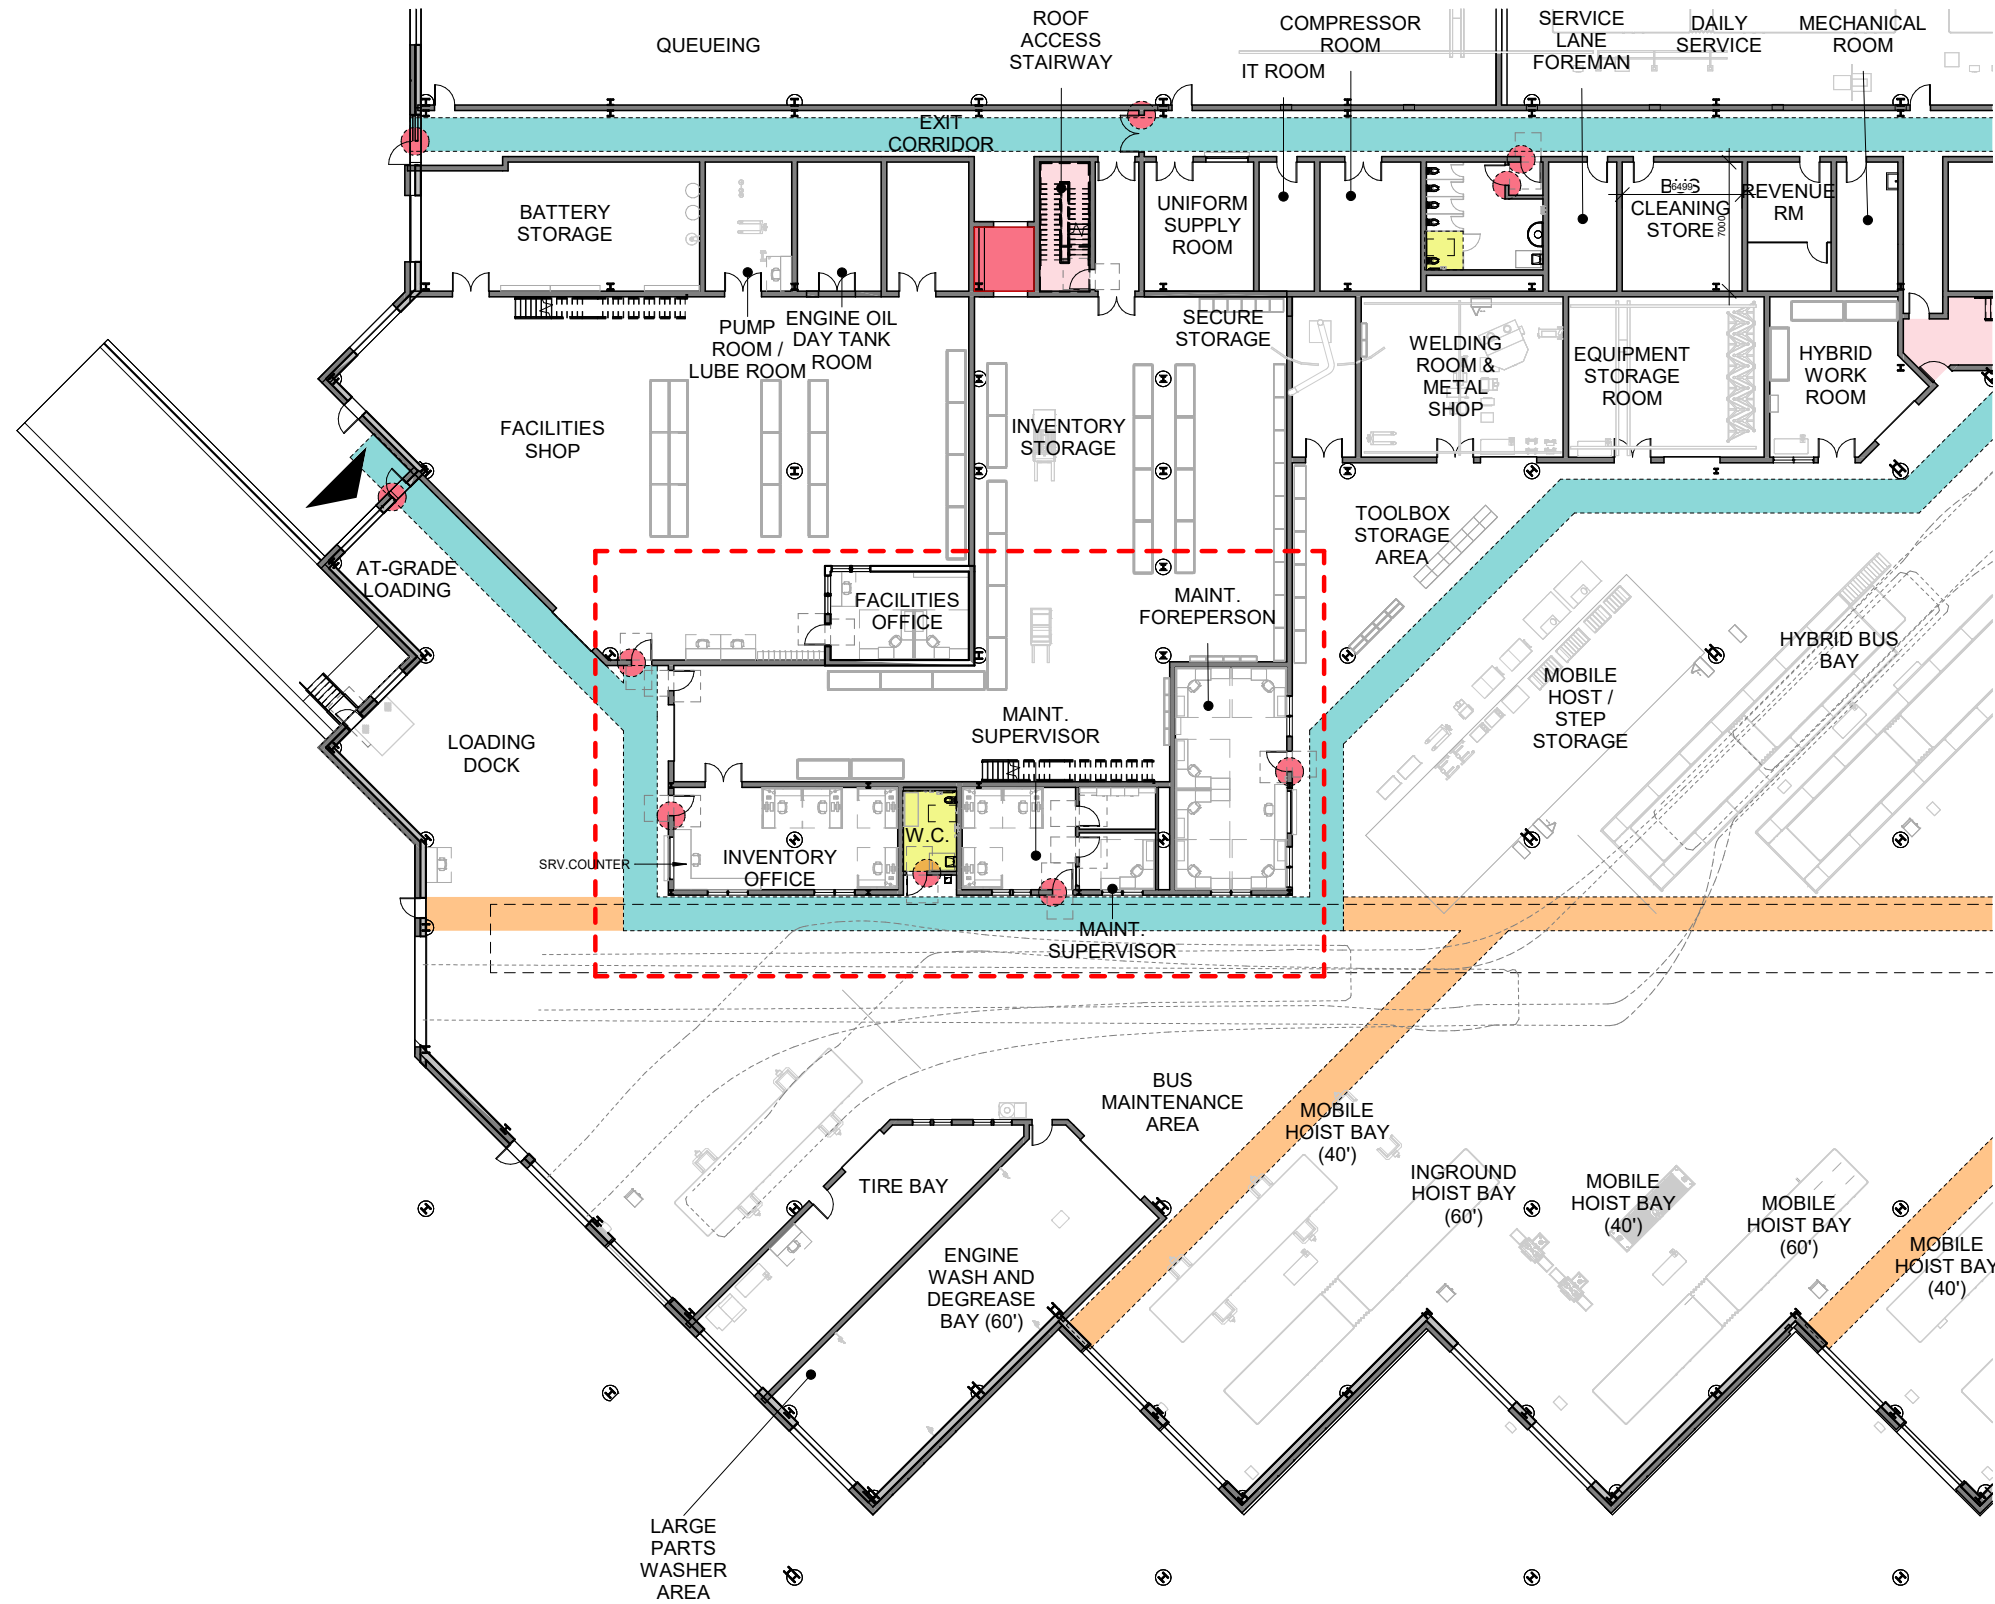 QUEUEING
ROOF
ACCESS
STAIRWAY
COMPRESSOR
ROOM
IT ROOM
SERVICE
LANE
FOREMAN
DAILY
SERVICE
MECHANICAL
ROOM
EXIT
CORRIDOR
BATTERY
STORAGE
UNIFORM
SUPPLY
ROOM
BUS
CLEANING
STORE
6499
7000
REVENUE
RM
PUMP
ROOM /
LUBE ROOM
ENGINE OIL
DAY TANK
ROOM
SECURE
STORAGE
WELDING
ROOM &
METAL
SHOP
EQUIPMENT
STORAGE
ROOM
HYBRID
WORK
ROOM
FACILITIES
SHOP
INVENTORY
STORAGE
TOOLBOX
STORAGE
AREA
AT-GRADE
LOADING
FACILITIES
OFFICE
MAINT.
FOREPERSON
HYBRID BUS
BAY
MOBILE
HOST /
STEP
STORAGE
LOADING
DOCK
MAINT.
SUPERVISOR
W.C.
SRV.COUNTER
INVENTORY
OFFICE
MAINT.
SUPERVISOR
BUS
MAINTENANCE
AREA
MOBILE
HOIST BAY
(40')
TIRE BAY
INGROUND
HOIST BAY
(60')
MOBILE
HOIST BAY
(40')
MOBILE
HOIST BAY
(60')
MOBILE
HOIST BAY
(40')
ENGINE
WASH AND
DEGREASE
BAY (60')
LARGE
PARTS
WASHER
AREA